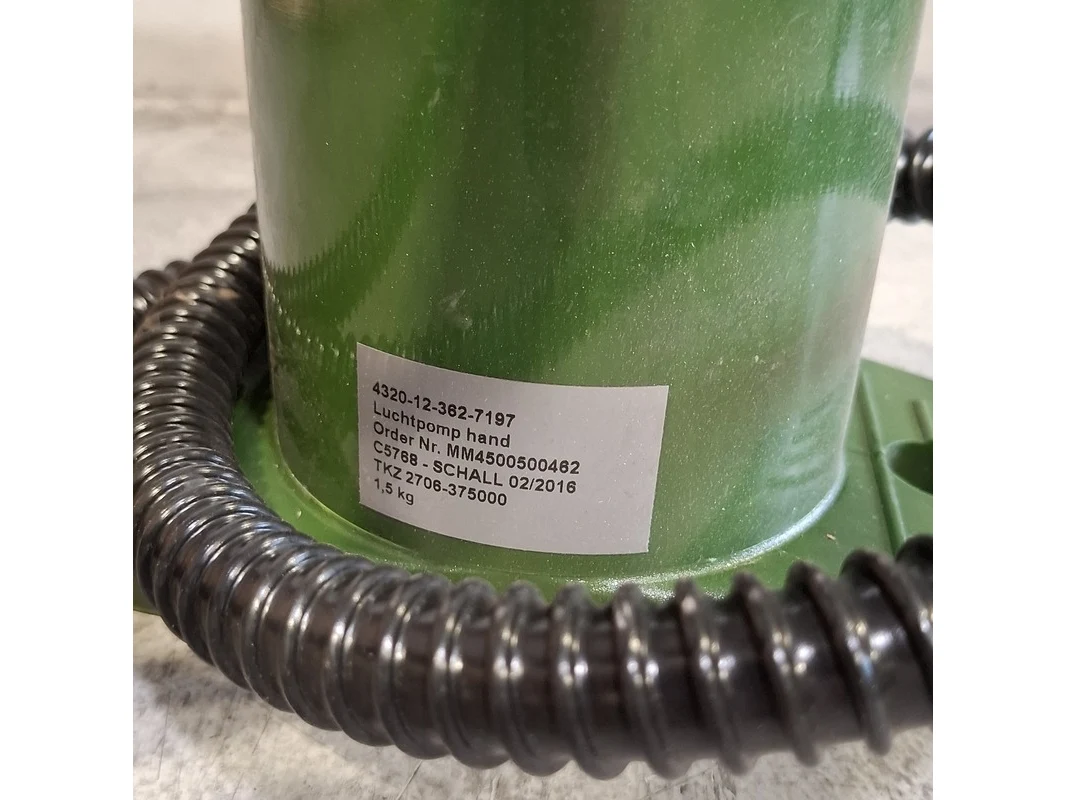 4320-12-362-7197
Luchtpomp hand
Order Nr. MM4500500462
C5768 - SCHALL 02/2016
TKZ 2706-375000
1,5 kg